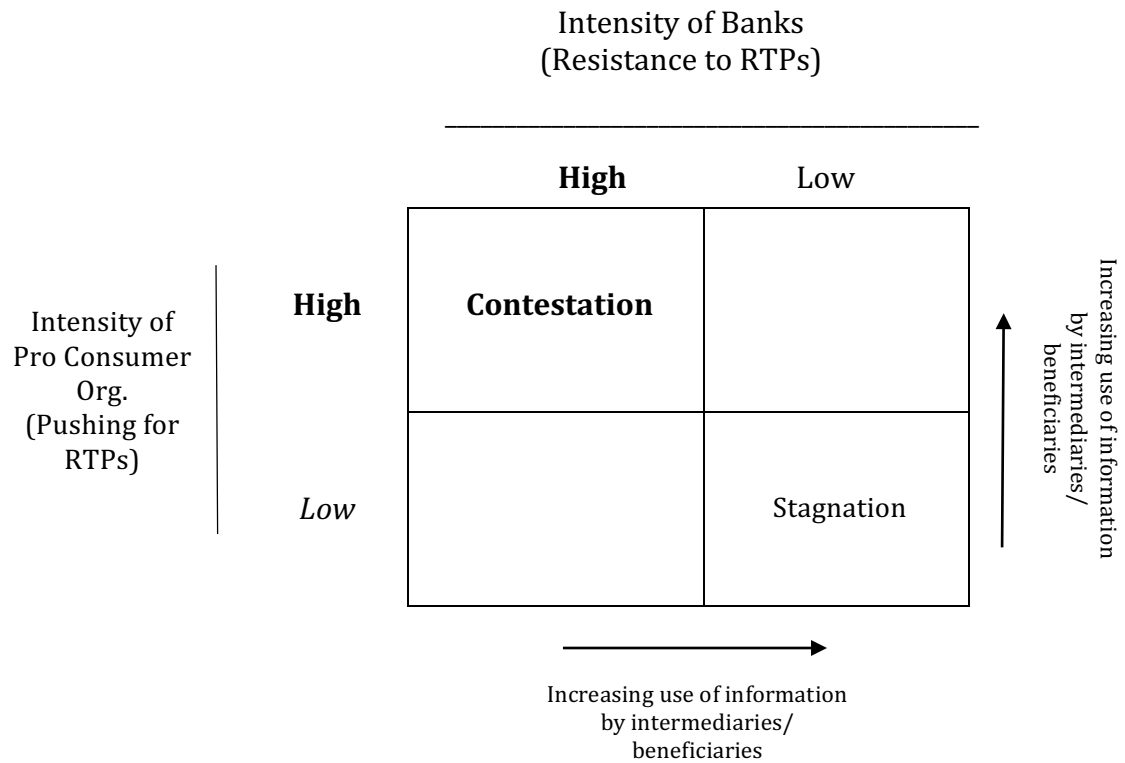 Intensity of Banks
(Resistance to RTPs)
High
Low
Intensity of
Pro Consumer
Org.
(Pushing for
RTPs)
High
Contestation
Low
Stagnation
Increasing use of information
by intermediaries/
beneficiaries
Increasing use of information
by intermediaries/
beneficiaries